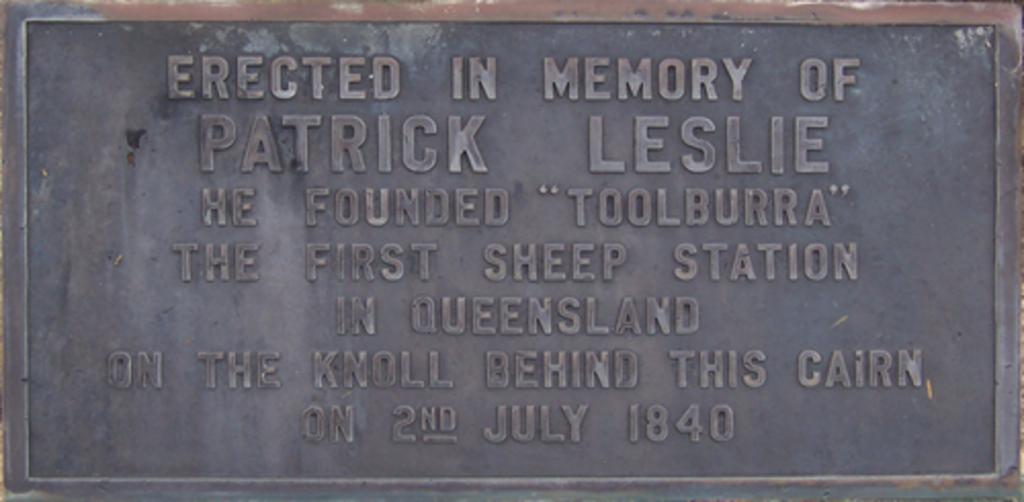 ERECTED IN MEMORY OF
PATRICK LESLIE
HE FOUNDED "TOOLBURRA"
THE FIRST SHEEP STATION
IN QUEENSLAND
ON THE KNOLL BEHIND THIS CAiRN
ON 2ND JULY 1840